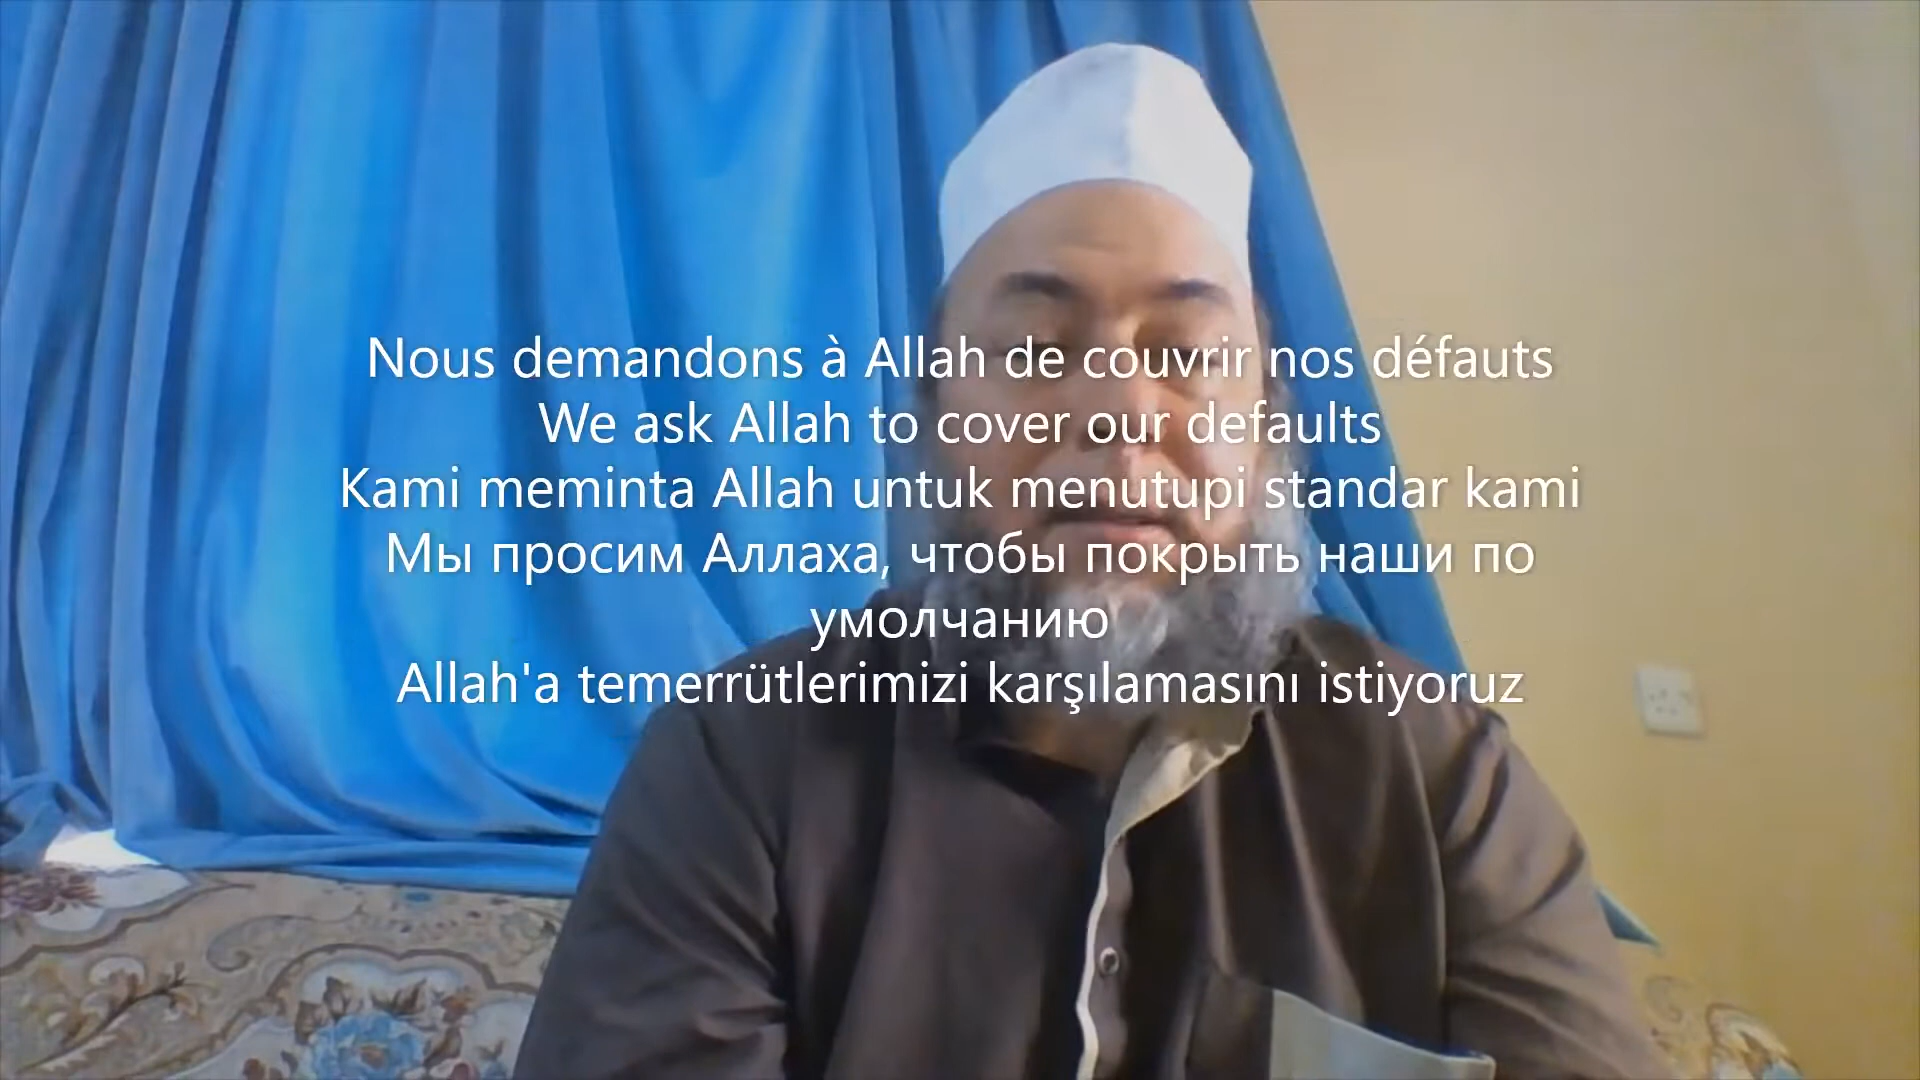 Nous demandons à Allah de couvrir nos défauts
We ask Allah to cover our defaults
Kami meminta Allah untuk menutupi standar kami
Мы просим Аллаха, чтобы покрыть наши по
умолчанию
Allah'a temerrütlerimizi karşılamasını istiyoruz